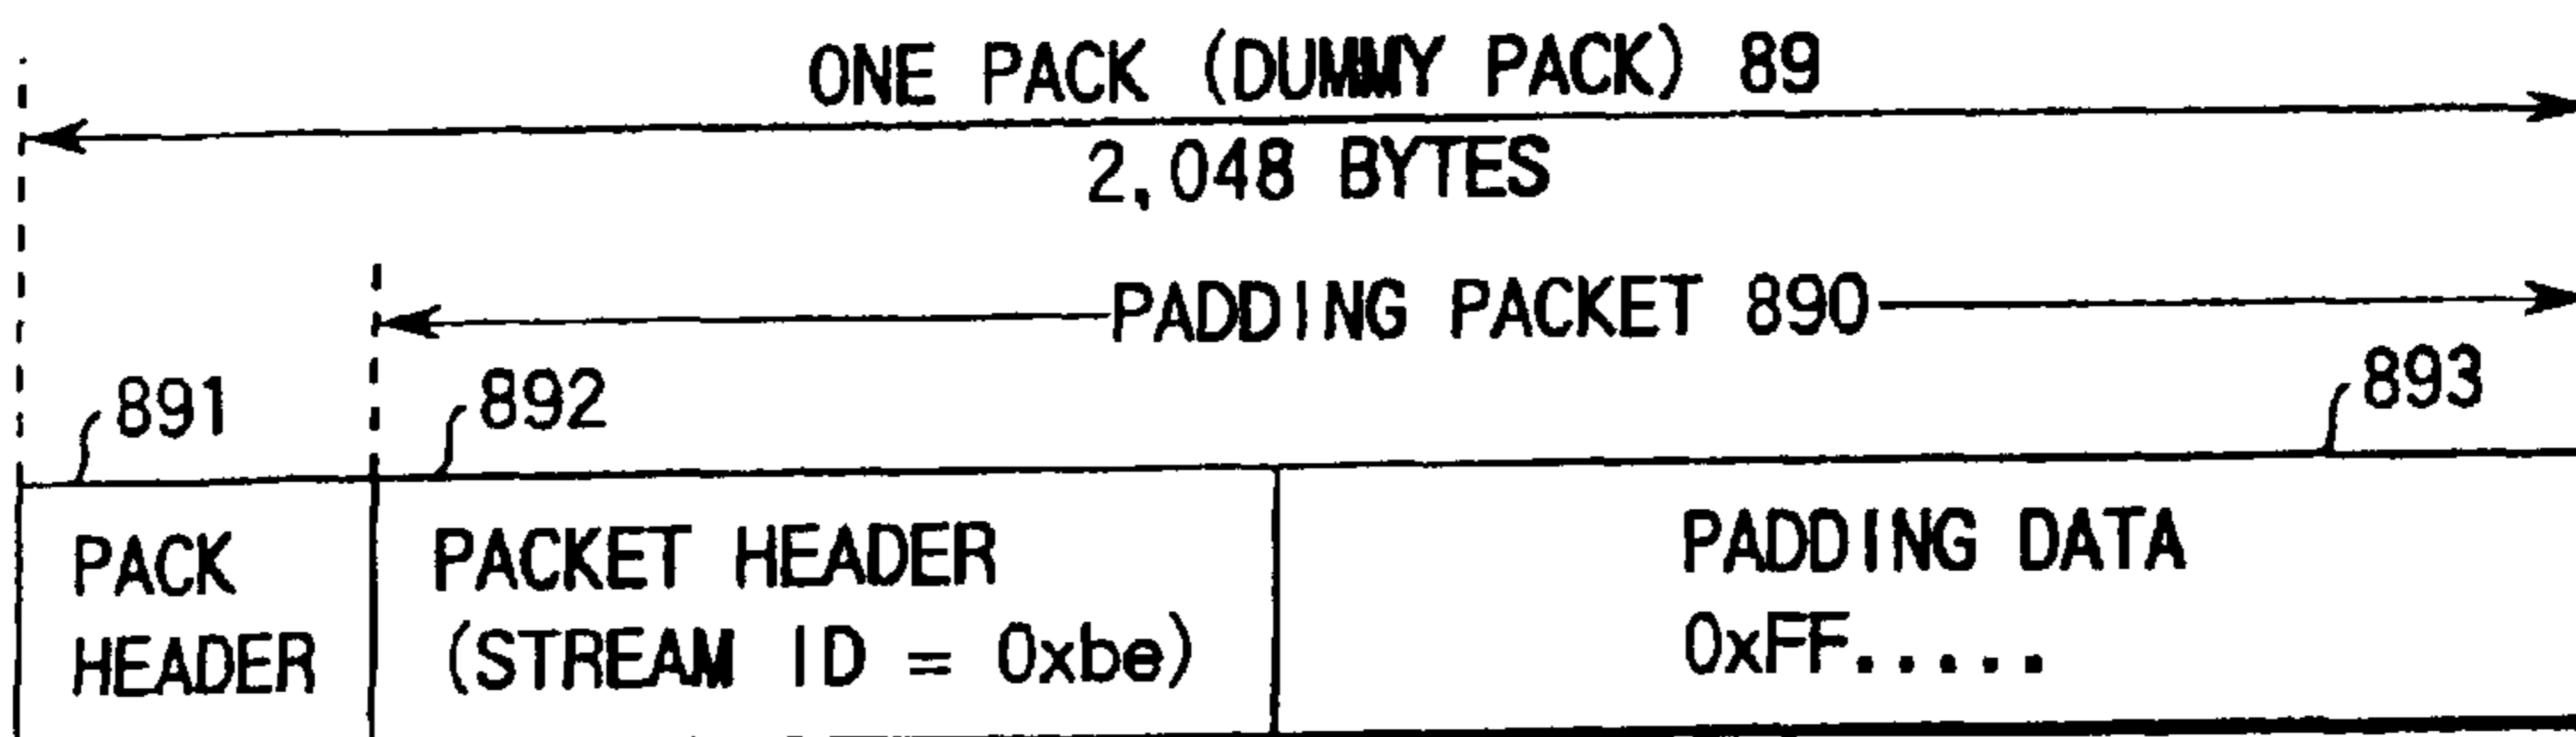 ONE PACK (DUMMY PACK) 89
2,048 BYTES
PADDING PACKET 890
891
892
893
PACK
HEADER
PACKET HEADER
(STREAM ID = 0xbe)
PADDING DATA
0xFF.....